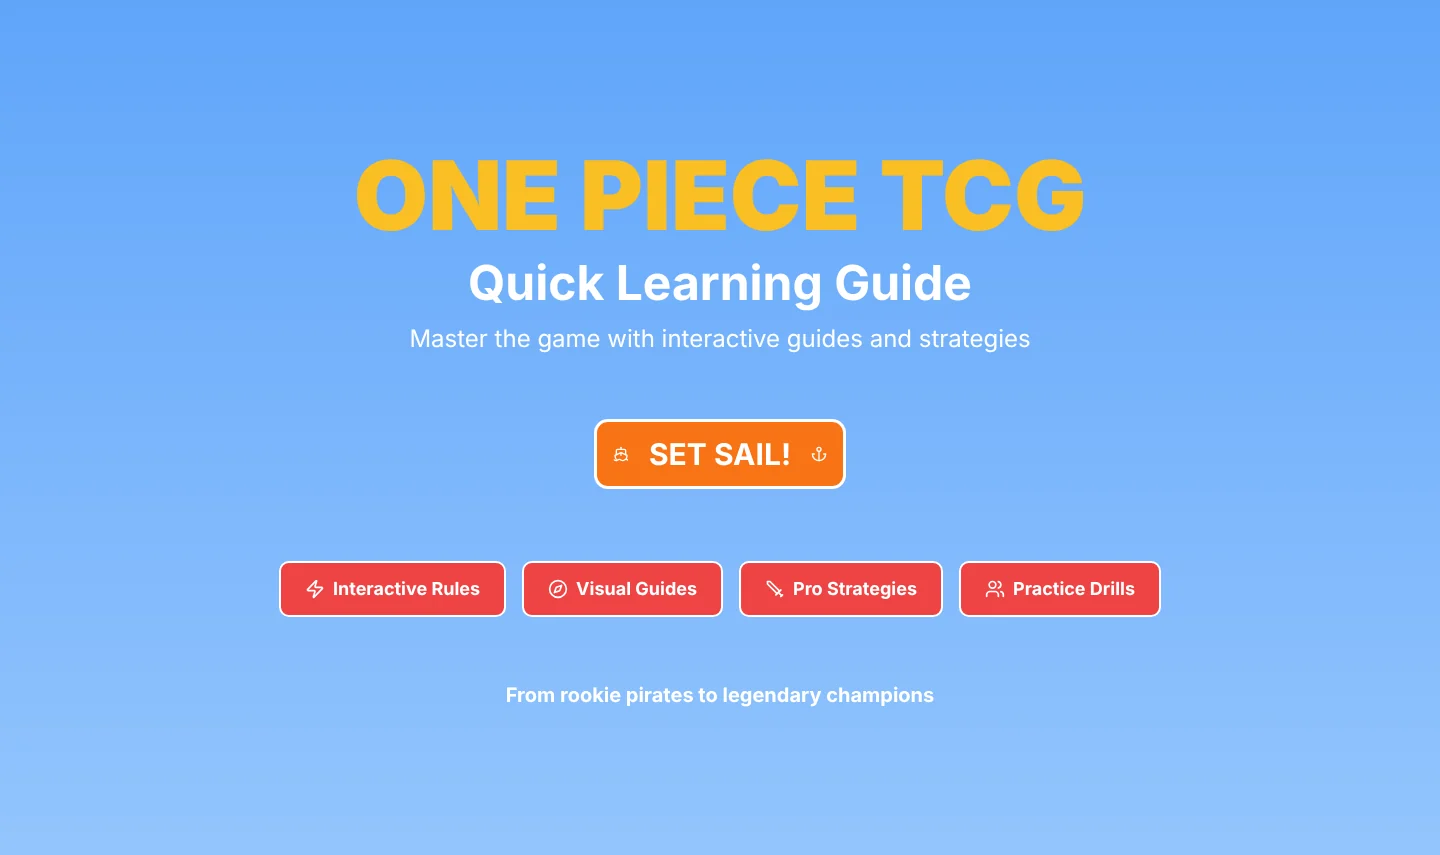 ONE PIECE TCG
Quick Learning Guide
Master the game with interactive guides and strategies
SET SAIL!
Interactive Rules
Visual Guides
Pro Strategies
Practice Drills
From rookie pirates to legendary champions